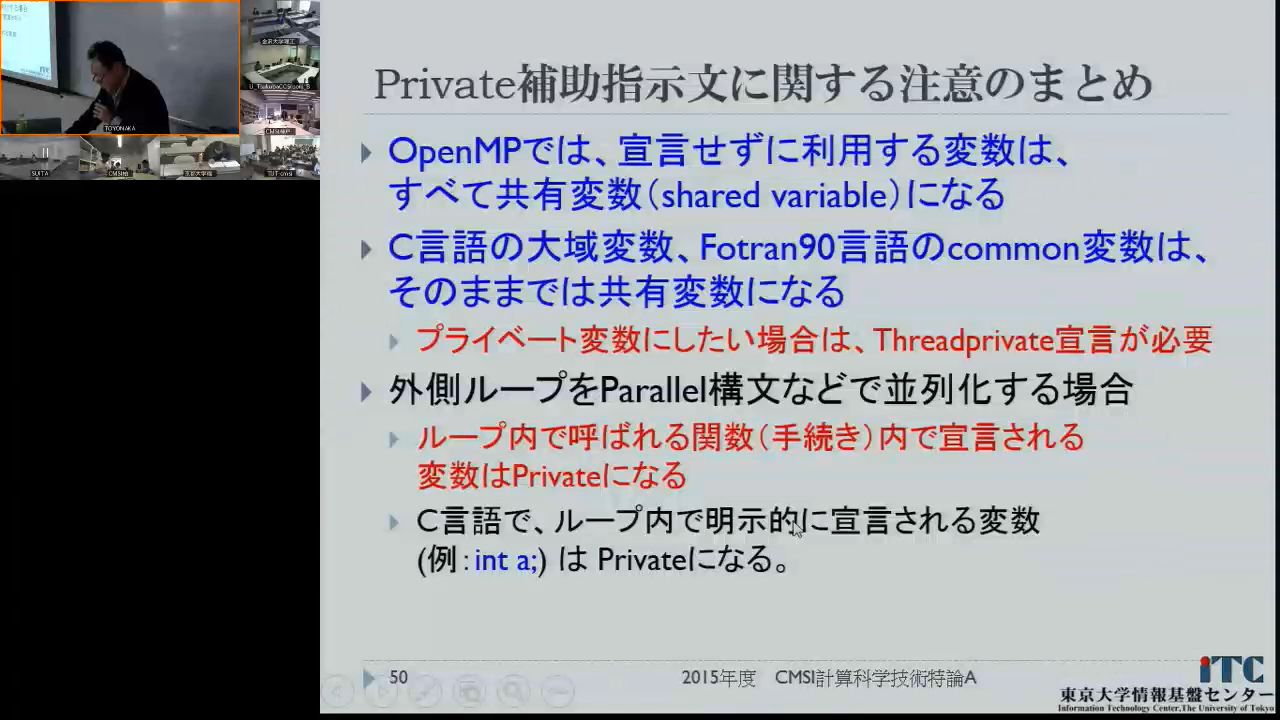 Private補助指示文に関する注意のまとめ
OpenMPでは、宣言せずに利用する変数は、
すべて共有変数(shared variable)になる
C言語の大域変数、Fotran90言語のcommon変数は、
そのままでは共有変数になる
プライベート変数にしたい場合は、Threadprivate宣言が必要
外側ループをParallel構文などで並列化する場合
ループ内で呼ばれる関数(手続き)内で宣言される
変数はPrivateになる
C言語で、ループ内で明示的に宣言される変数
(例:int a;) は Privateになる。
50
2015年度 CMSI計算科学技術特論A
ITC
東京大学情報基盤センター
Information Technology Center,The University of Tokyo
TOYONAKA
SUITA
TUT-cmsi